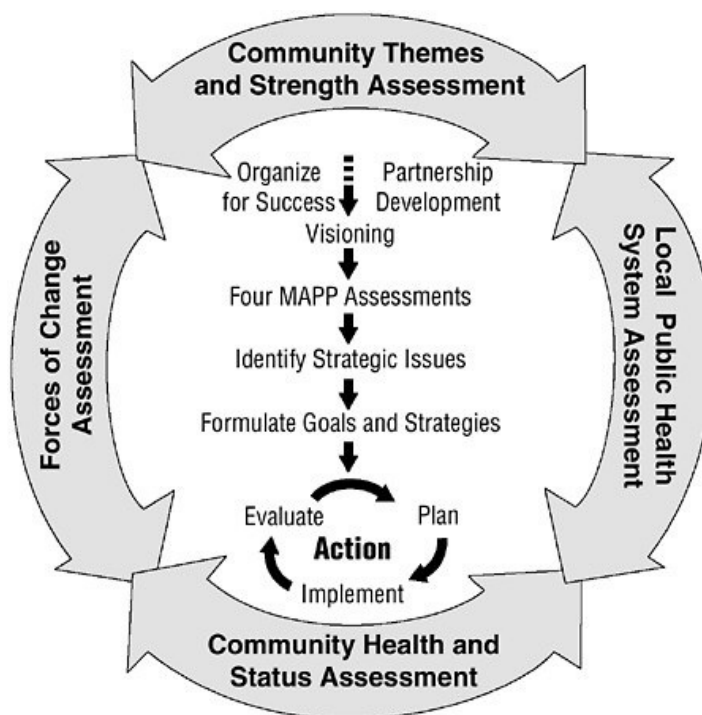 Community Themes
and Strength Assessment
Organize
for Success
Partnership
Development
Visioning
Four MAPP Assessments
Identify Strategic Issues
Formulate Goals and Strategies
Evaluate
Plan
Action
Implement
Forces of Change
Assessment
Local Public Health
System Assessment
Community Health and
Status Assessment